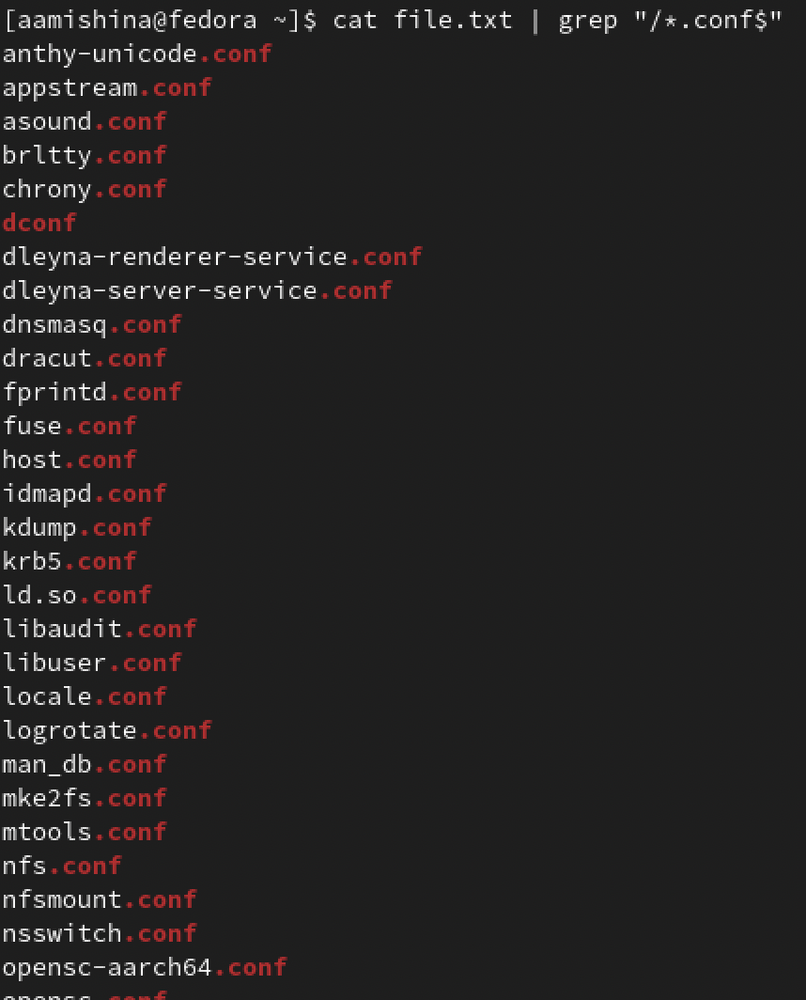 [aamishina@fedora ~]$ cat file.txt | grep "/*.conf$"
anthy-unicode.conf
appstream.conf
asound.conf
brltty.conf
chrony.conf
dconf
dleyna-renderer-service.conf
dleyna-server-service.conf
dnsmasq.conf
dracut.conf
fprintd.conf
fuse.conf
host.conf
idmapd.conf
kdump.conf
krb5.conf
ld.so.conf
libaudit.conf
libuser.conf
locale.conf
logrotate.conf
man_db.conf
mke2fs.conf
mtools.conf
nfs.conf
nfsmount.conf
nsswitch.conf
opensc-aarch64.conf
opensc.conf